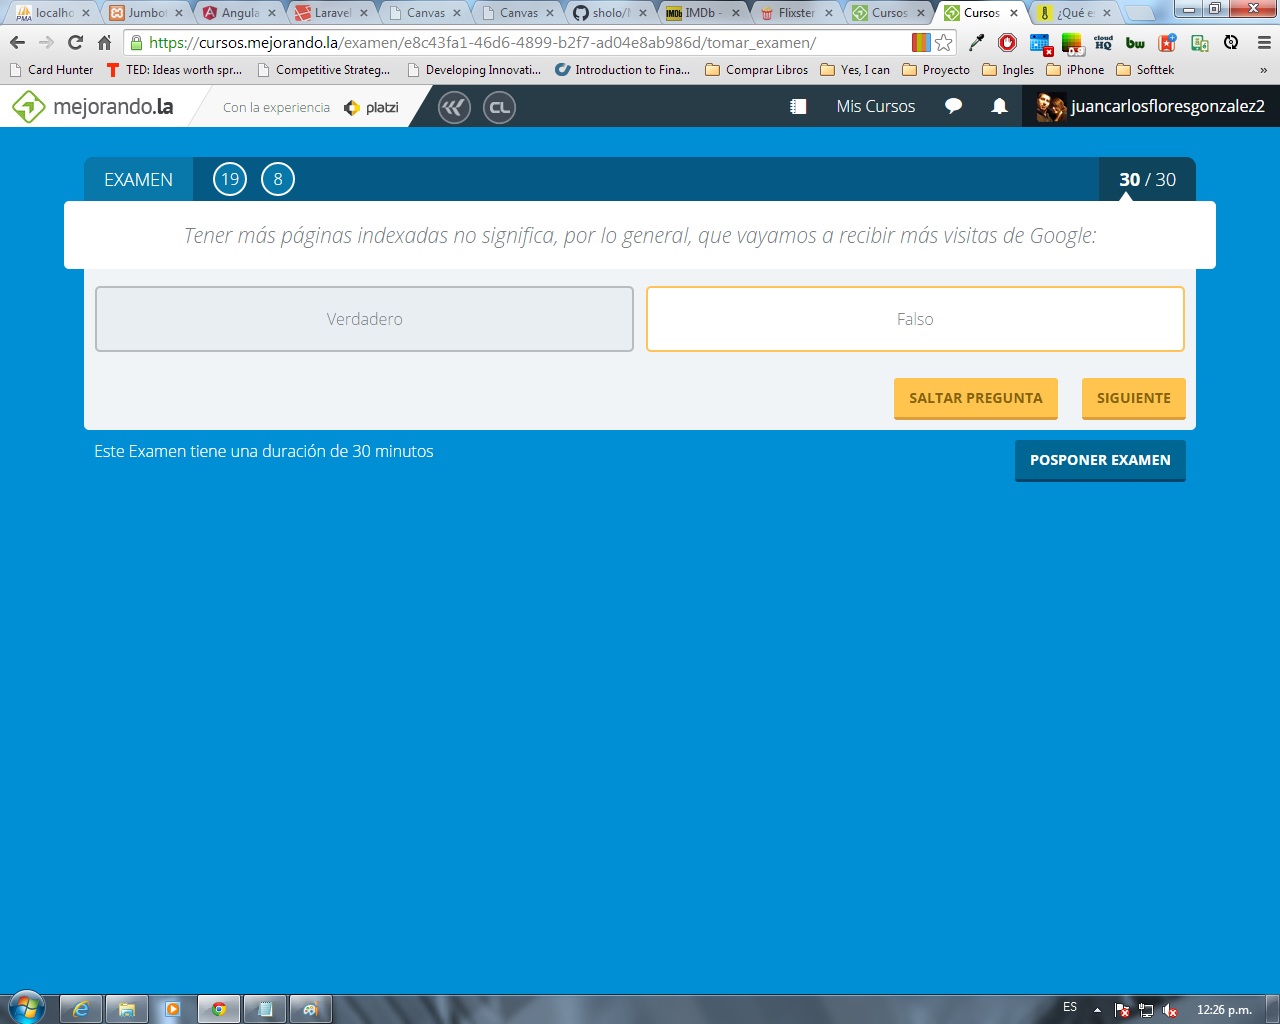 localho
Jumbot
Angula
Laravel
Canvas
Canvas
sholo/
IMDb -
Flixster
Cursos
Cursos
¿Qué e
https://cursos.mejorando.la/examen/e8c43fa1-46d6-4899-b2f7-ad04e8ab986d/tomar_examen/
Card Hunter
TED: Ideas worth spr...
Competitive Strateg...
Developing Innovati...
Introduction to Fina...
Comprar Libros
Yes, I can
Proyecto
Ingles
iPhone
Softtek
»
mejorando.la
Con la experiencia
platzi
CL
Mis Cursos
juancarlosfloresgonzalez2
EXAMEN
19
8
30 / 30
Tener más páginas indexadas no significa, por lo general, que vayamos a recibir más visitas de Google:
Verdadero
Falso
SALTAR PREGUNTA
SIGUIENTE
Este Examen tiene una duración de 30 minutos
POSPONER EXAMEN
ES
12:26 p.m.